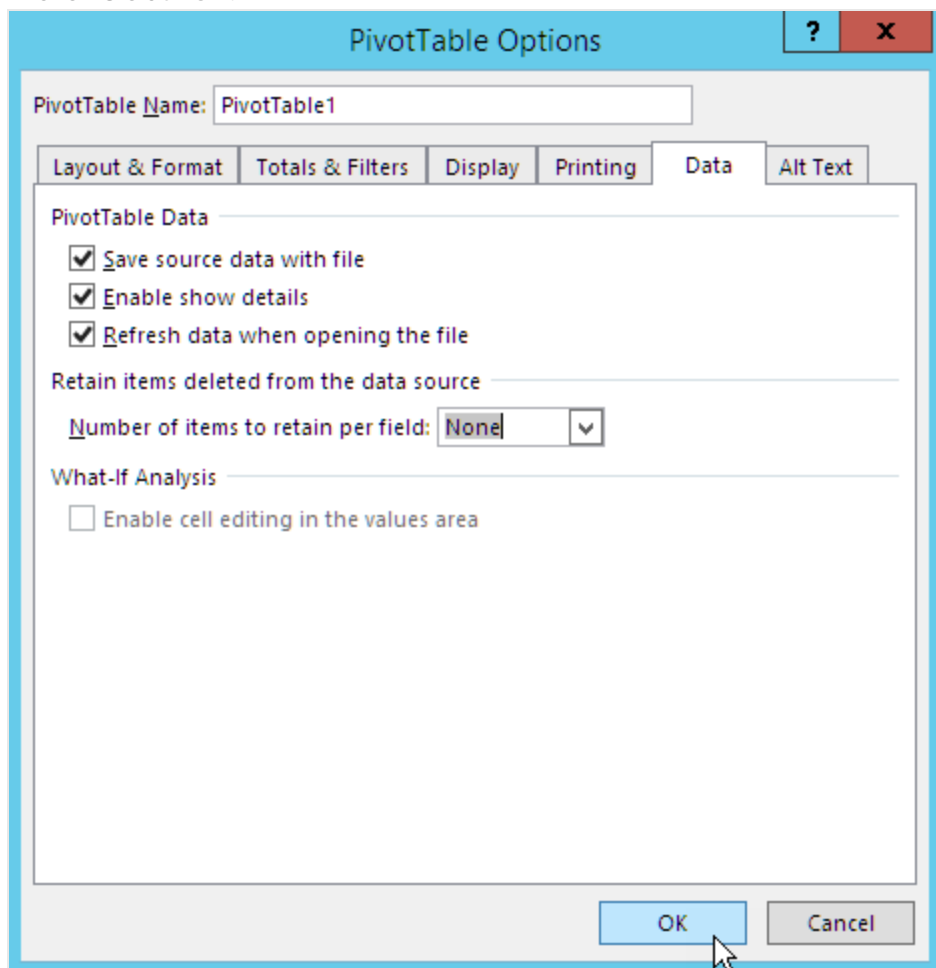 PivotTable Options
? x
PivotTable Name: PivotTable1
Layout & Format Totals & Filters Display Printing Data Alt Text
PivotTable Data
Save source data with file
Enable show details
Refresh data when opening the file
Retain items deleted from the data source
Number of items to retain per field: None
What-If Analysis
Enable cell editing in the values area
OK Cancel